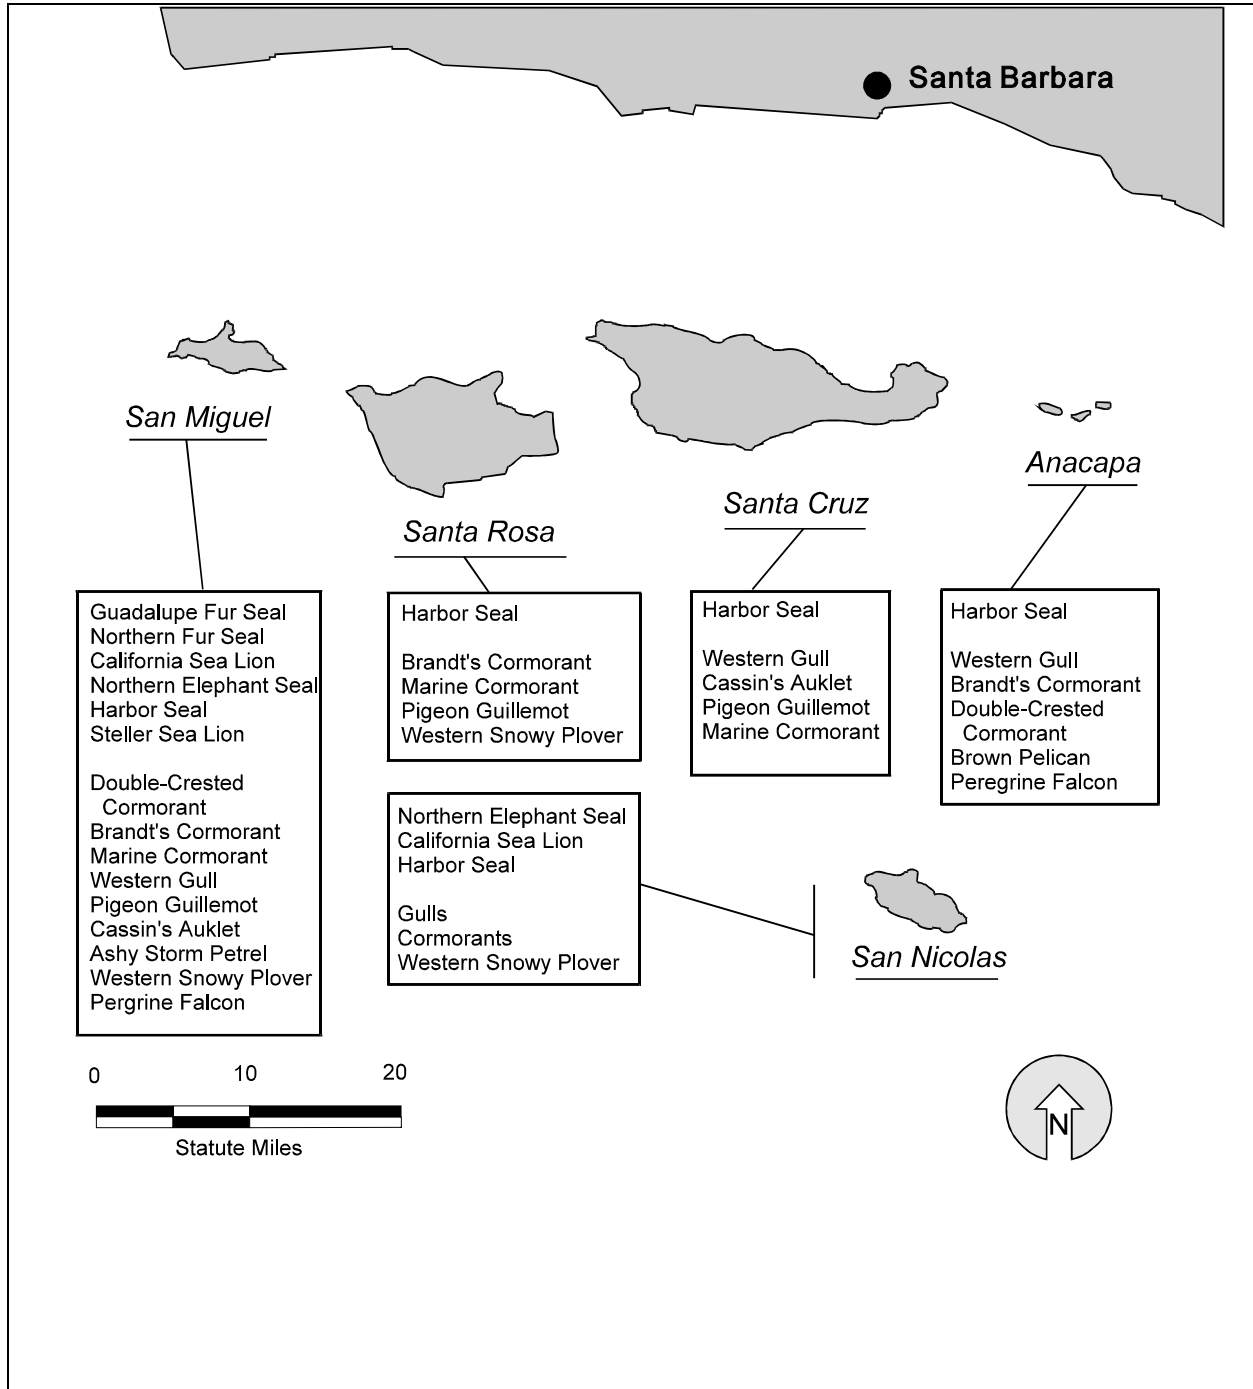 Santa Barbara
San Miguel
Santa Rosa
Santa Cruz
Anacapa
Guadalupe Fur Seal
Northern Fur Seal
California Sea Lion
Northern Elephant Seal
Harbor Seal
Steller Sea Lion
Double-Crested
Cormorant
Brandt's Cormorant
Marine Cormorant
Western Gull
Pigeon Guillemot
Cassin's Auklet
Ashy Storm Petrel
Western Snowy Plover
Pergrine Falcon
Harbor Seal
Brandt's Cormorant
Marine Cormorant
Pigeon Guillemot
Western Snowy Plover
Harbor Seal
Western Gull
Cassin's Auklet
Pigeon Guillemot
Marine Cormorant
Harbor Seal
Western Gull
Brandt's Cormorant
Double-Crested
Cormorant
Brown Pelican
Peregrine Falcon
Northern Elephant Seal
California Sea Lion
Harbor Seal
Gulls
Cormorants
Western Snowy Plover
San Nicolas
0 10 20
Statute Miles
N